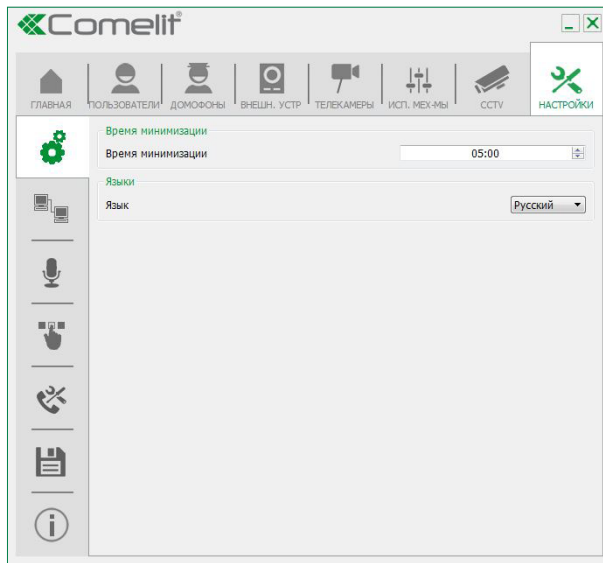 Comelit®
ГЛАВНАЯ ПОЛЬЗОВАТЕЛИ ДОМОФОНЫ ВНЕШН. УСТР ТЕЛЕКАМЕРЫ ИСП. МЕХ-МЫ CCTV НАСТРОЙКИ
Время минимизации
Время минимизации 05:00
Языки
Язык Русский